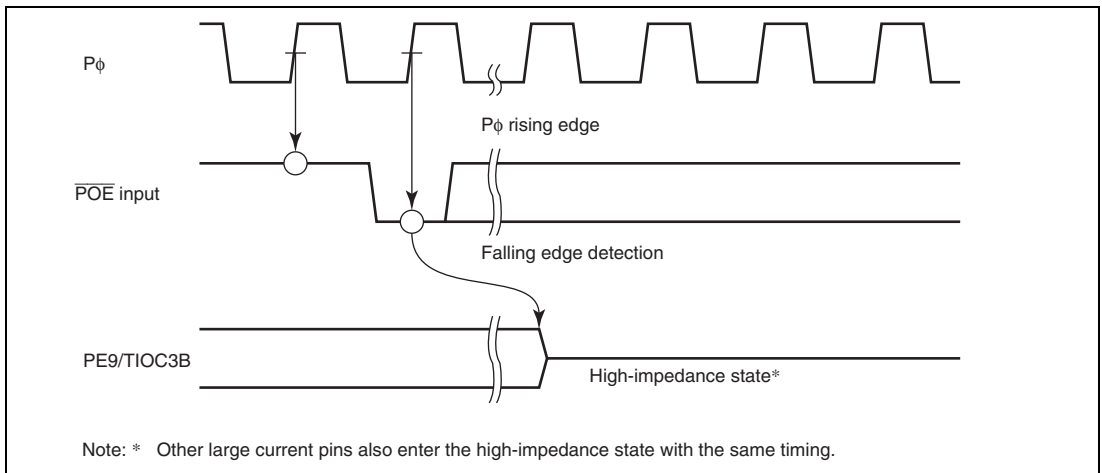 Pϕ
Pϕ rising edge
POE input
Falling edge detection
PE9/TIOC3B
High-impedance state*
Note: * Other large current pins also enter the high-impedance state with the same timing.